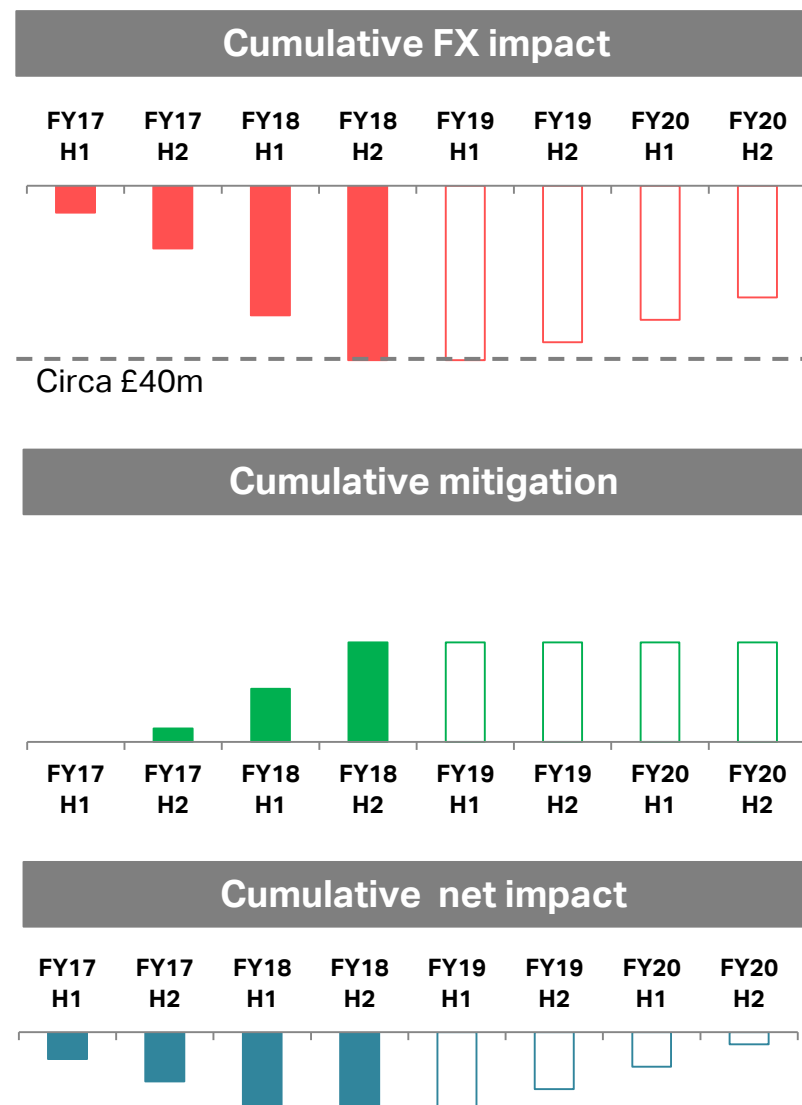 Cumulative FX impact
FY17 FY17 FY18 FY18 FY19 FY19 FY20 FY20
H1 H2 H1 H2 H1 H2 H1 H2
Circa £40m
Cumulative mitigation
FY17 FY17 FY18 FY18 FY19 FY19 FY20 FY20
H1 H2 H1 H2 H1 H2 H1 H2
Cumulative net impact
FY17 FY17 FY18 FY18 FY19 FY19 FY20 FY20
H1 H2 H1 H2 H1 H2 H1 H2